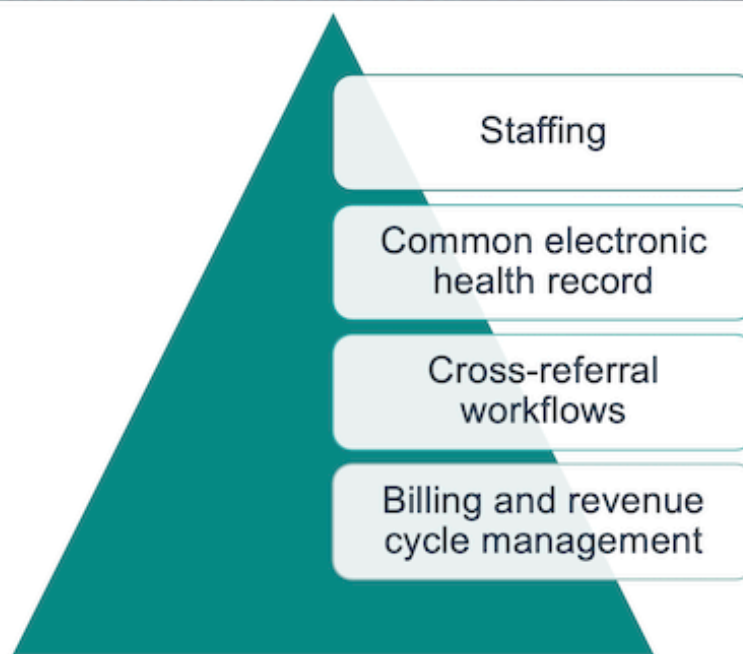 Staffing
Common electronic
health record
Cross-referral
workflows
Billing and revenue
cycle management